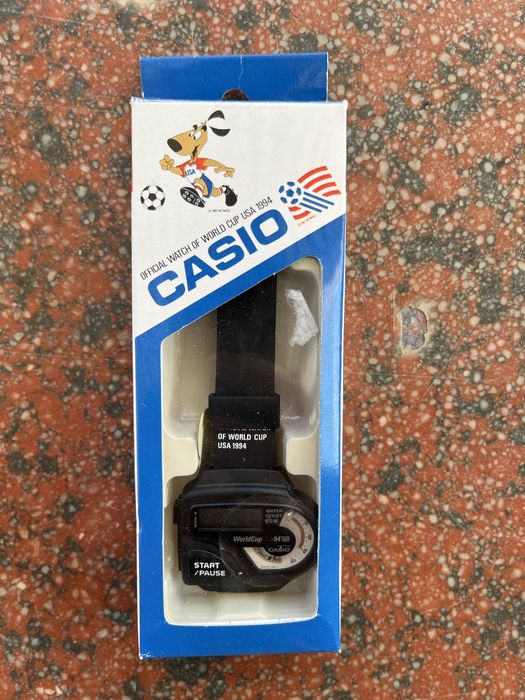 USA
OFFICIAL WATCH OF WORLD CUP USA 1994
CASIO
OF WORLD CUP
USA 1994
WATER
RESIST
50M
WorldCup
94
CASIO
START
/PAUSE